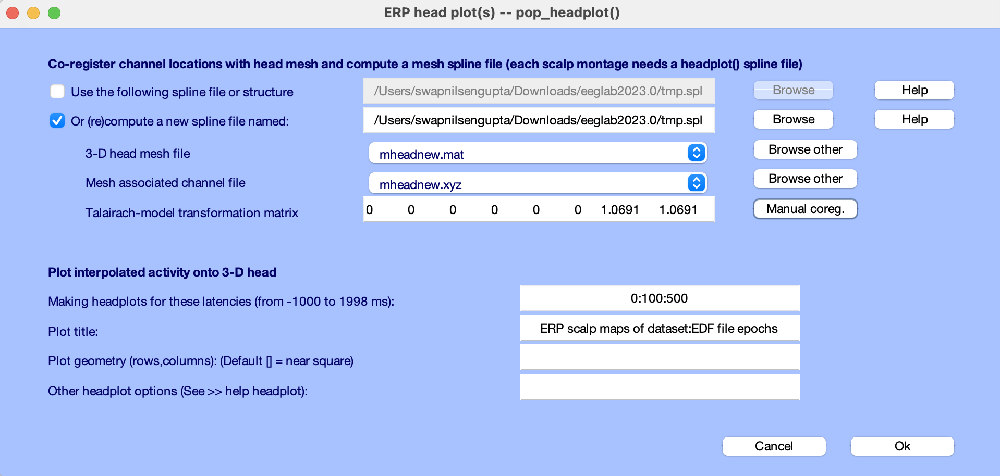 ERP head plot(s) -- pop_headplot()
Co-register channel locations with head mesh and compute a mesh spline file (each scalp montage needs a headplot() spline file)
Use the following spline file or structure /Users/swapnilsengupta/Downloads/eeglab2023.0/tmp.spl Browse Help
Or (re)compute a new spline file named: /Users/swapnilsengupta/Downloads/eeglab2023.0/tmp.spl Browse Help
3-D head mesh file mheadnew.mat Browse other
Mesh associated channel file mheadnew.xyz Browse other
Talairach-model transformation matrix 0 0 0 0 0 0 1.0691 1.0691 Manual coreg.
Plot interpolated activity onto 3-D head
Making headplots for these latencies (from -1000 to 1998 ms): 0:100:500
Plot title: ERP scalp maps of dataset:EDF file epochs
Plot geometry (rows,columns): (Default [] = near square)
Other headplot options (See >> help headplot):
Cancel Ok